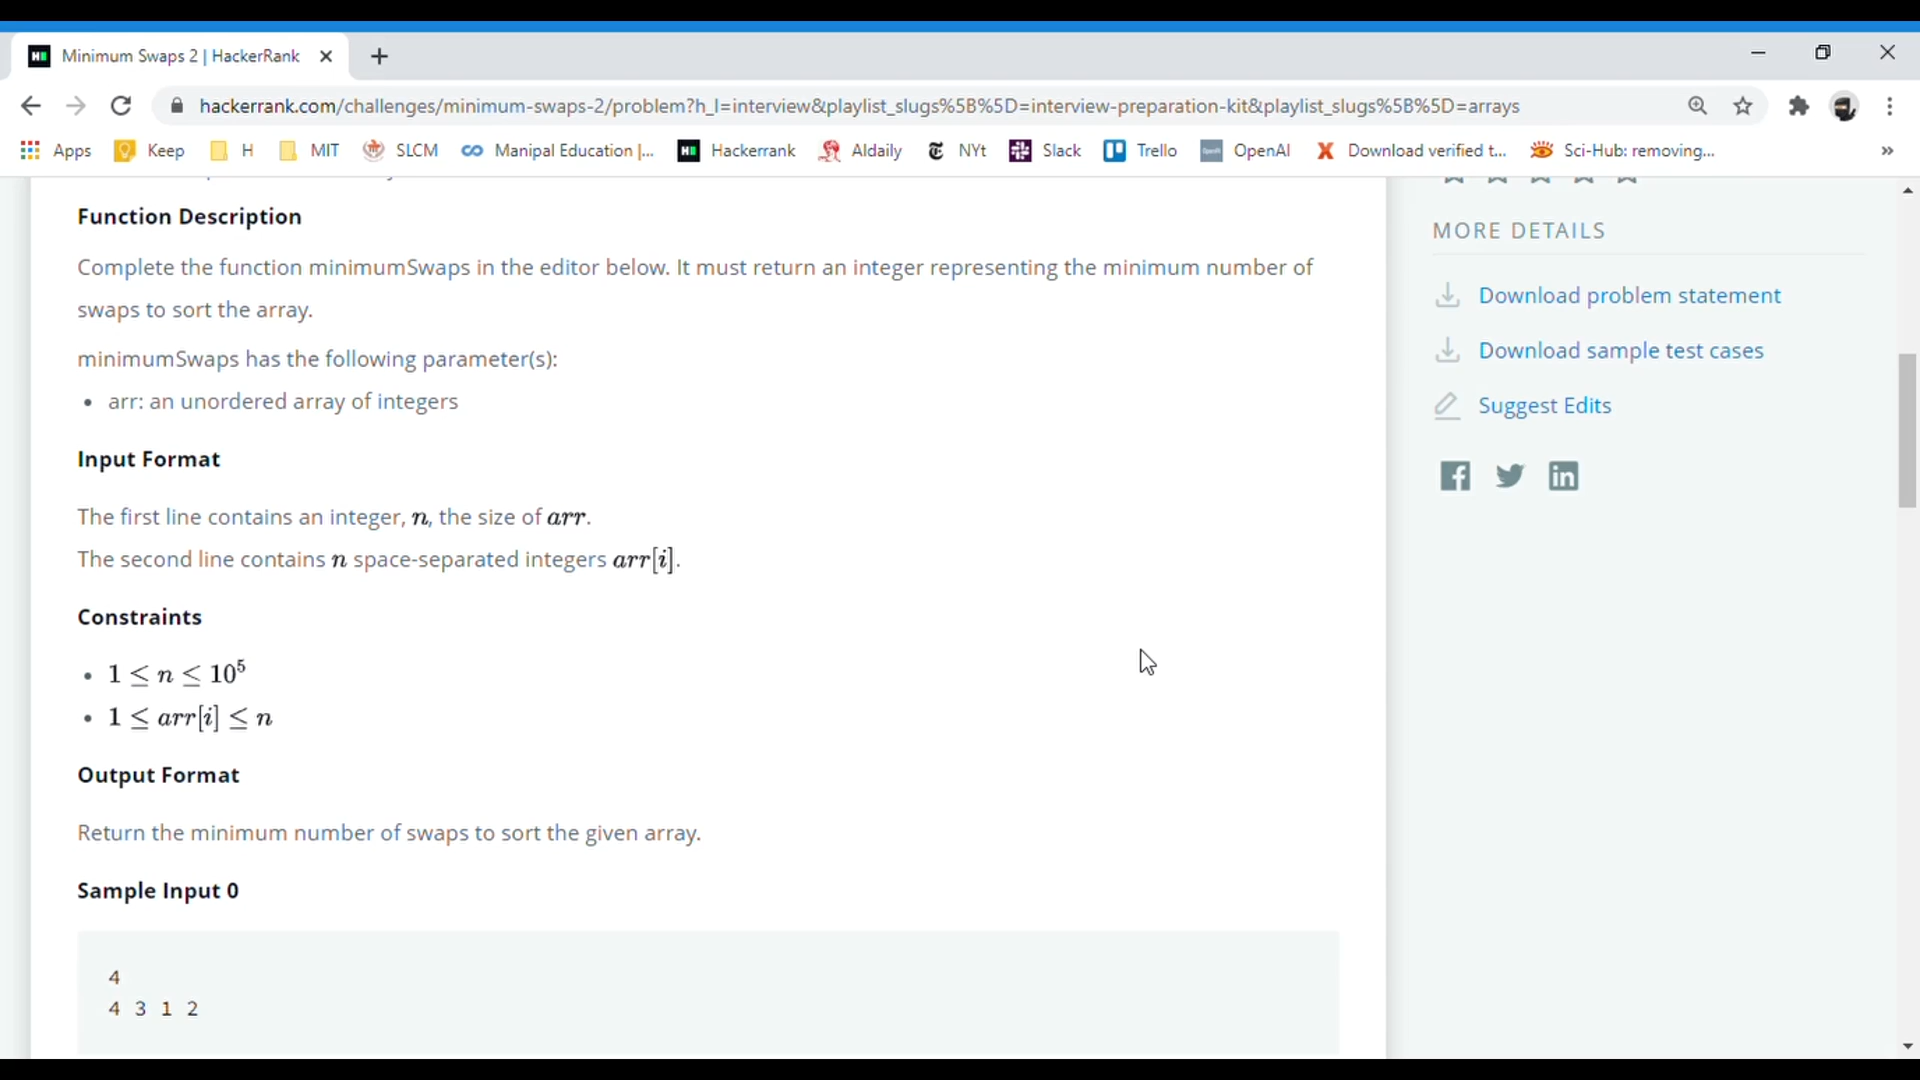 Minimum Swaps 2 | HackerRank
hackerrank.com/challenges/minimum-swaps-2/problem?h_l=interview&playlist_slugs%5B%5D=interview-preparation-kit&playlist_slugs%5B%5D=arrays
Apps Keep H MIT SLCM Manipal Education |... Hackerrank AIdaily NYt Slack Trello OpenAI Download verified t... Sci-Hub: removing... »
Function Description
Complete the function minimumSwaps in the editor below. It must return an integer representing the minimum number of
swaps to sort the array.
minimumSwaps has the following parameter(s):
• arr: an unordered array of integers
Input Format
The first line contains an integer, n, the size of arr.
The second line contains n space-separated integers arr[i].
Constraints
• 1 ≤ n ≤ 10⁵
• 1 ≤ arr[i] ≤ n
Output Format
Return the minimum number of swaps to sort the given array.
Sample Input 0
4
4 3 1 2
MORE DETAILS
Download problem statement
Download sample test cases
Suggest Edits